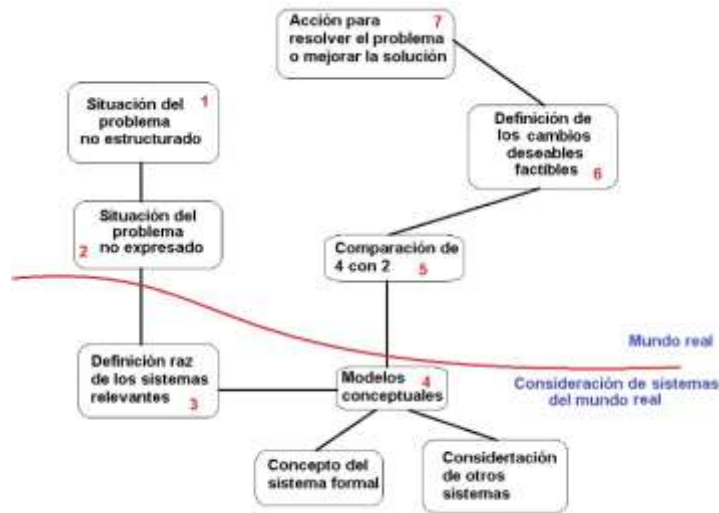 Situación del 1
problema
no estructurado
Situación del
problema
2 no expresado
Definición raz
de los sistemas
relevantes 3
Modelos 4
conceptuales
Concepto del
sistema formal
Considertación
de otros
sistemas
Comparación de
4 con 2 5
Definición de
los cambios
deseables
factibles 6
Acción para 7
resolver el problema
o mejorar la solución
Mundo real
Consideración de sistemas
del mundo real